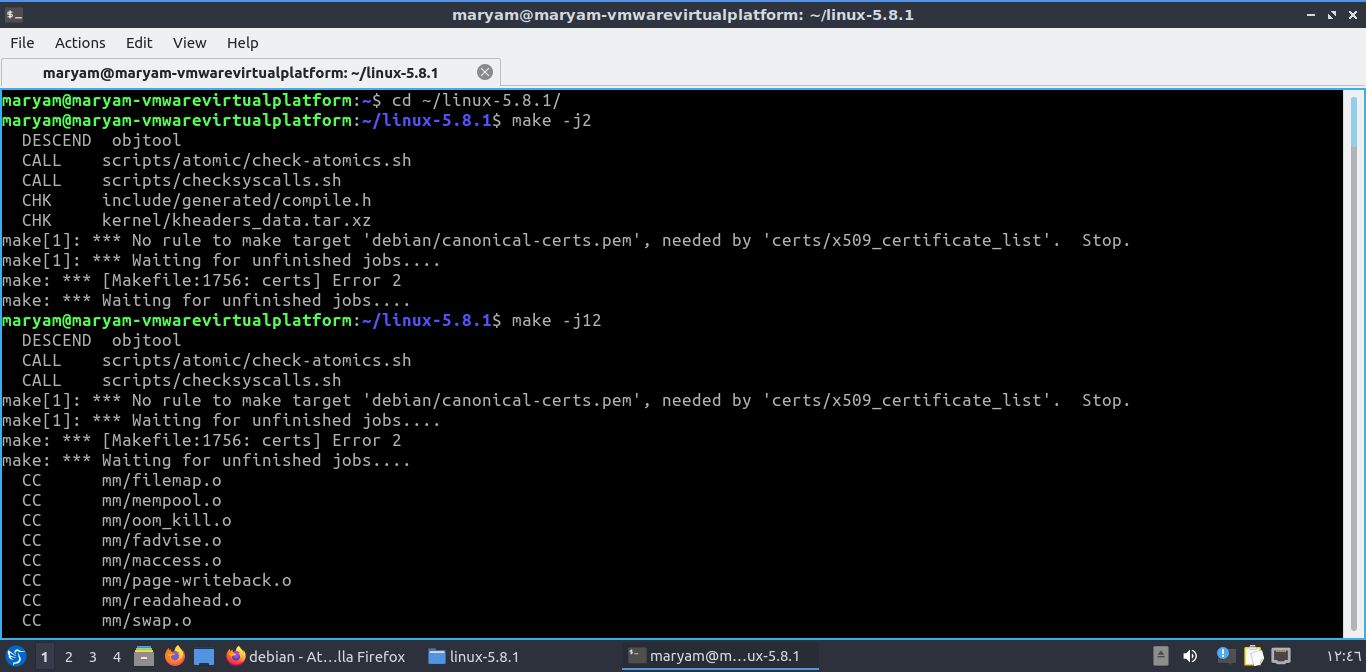 maryam@maryam-vmwarevirtualplatform: ~/linux-5.8.1
File Actions Edit View Help
maryam@maryam-vmwarevirtualplatform: ~/linux-5.8.1
maryam@maryam-vmwarevirtualplatform:~$ cd ~/linux-5.8.1/
maryam@maryam-vmwarevirtualplatform:~/linux-5.8.1$ make -j2
  DESCEND  objtool
  CALL    scripts/atomic/check-atomics.sh
  CALL    scripts/checksyscalls.sh
  CHK     include/generated/compile.h
  CHK     kernel/kheaders_data.tar.xz
make[1]: *** No rule to make target 'debian/canonical-certs.pem', needed by 'certs/x509_certificate_list'.  Stop.
make[1]: *** Waiting for unfinished jobs....
make: *** [Makefile:1756: certs] Error 2
make: *** Waiting for unfinished jobs....
maryam@maryam-vmwarevirtualplatform:~/linux-5.8.1$ make -j12
  DESCEND  objtool
  CALL    scripts/atomic/check-atomics.sh
  CALL    scripts/checksyscalls.sh
make[1]: *** No rule to make target 'debian/canonical-certs.pem', needed by 'certs/x509_certificate_list'.  Stop.
make[1]: *** Waiting for unfinished jobs....
make: *** [Makefile:1756: certs] Error 2
make: *** Waiting for unfinished jobs....
  CC      mm/filemap.o
  CC      mm/mempool.o
  CC      mm/oom_kill.o
  CC      mm/fadvise.o
  CC      mm/maccess.o
  CC      mm/page-writeback.o
  CC      mm/readahead.o
  CC      mm/swap.o
1 2 3 4 debian - At...lla Firefox linux-5.8.1 maryam@m...ux-5.8.1 ١٢:٤٦